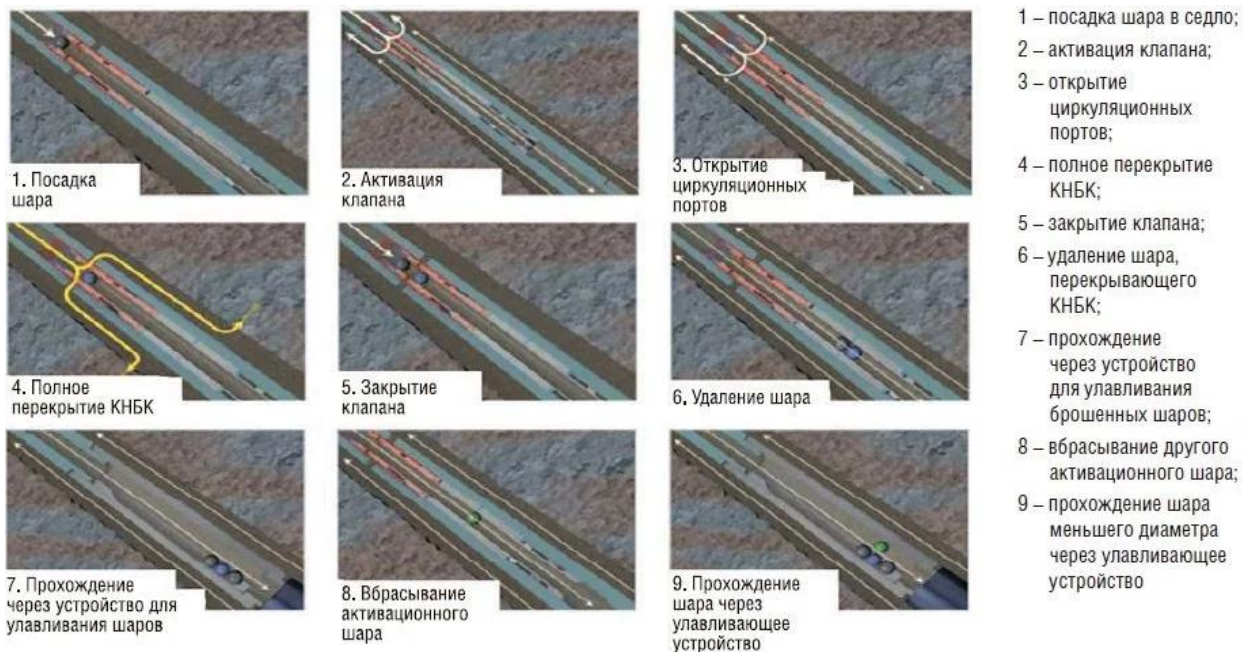 1. Посадка
шара
2. Активация
клапана
3. Открытие
циркуляционных
портов
4. Полное
перекрытие КНБК
5. Закрытие
клапана
6. Удаление шара
7. Прохождение
через устройство для
улавливания шаров
8. Вбрасывание
активационного
шара
9. Прохождение
шара через
улавливающее
устройство
1 – посадка шара в седло;
2 – активация клапана;
3 – открытие
циркуляционных
портов;
4 – полное перекрытие
КНБК;
5 – закрытие клапана;
6 – удаление шара,
перекрывающего
КНБК;
7 – прохождение
через устройство
для улавливания
брошенных шаров;
8 – вбрасывание другого
активационного шара;
9 – прохождение шара
меньшего диаметра
через улавливающее
устройство